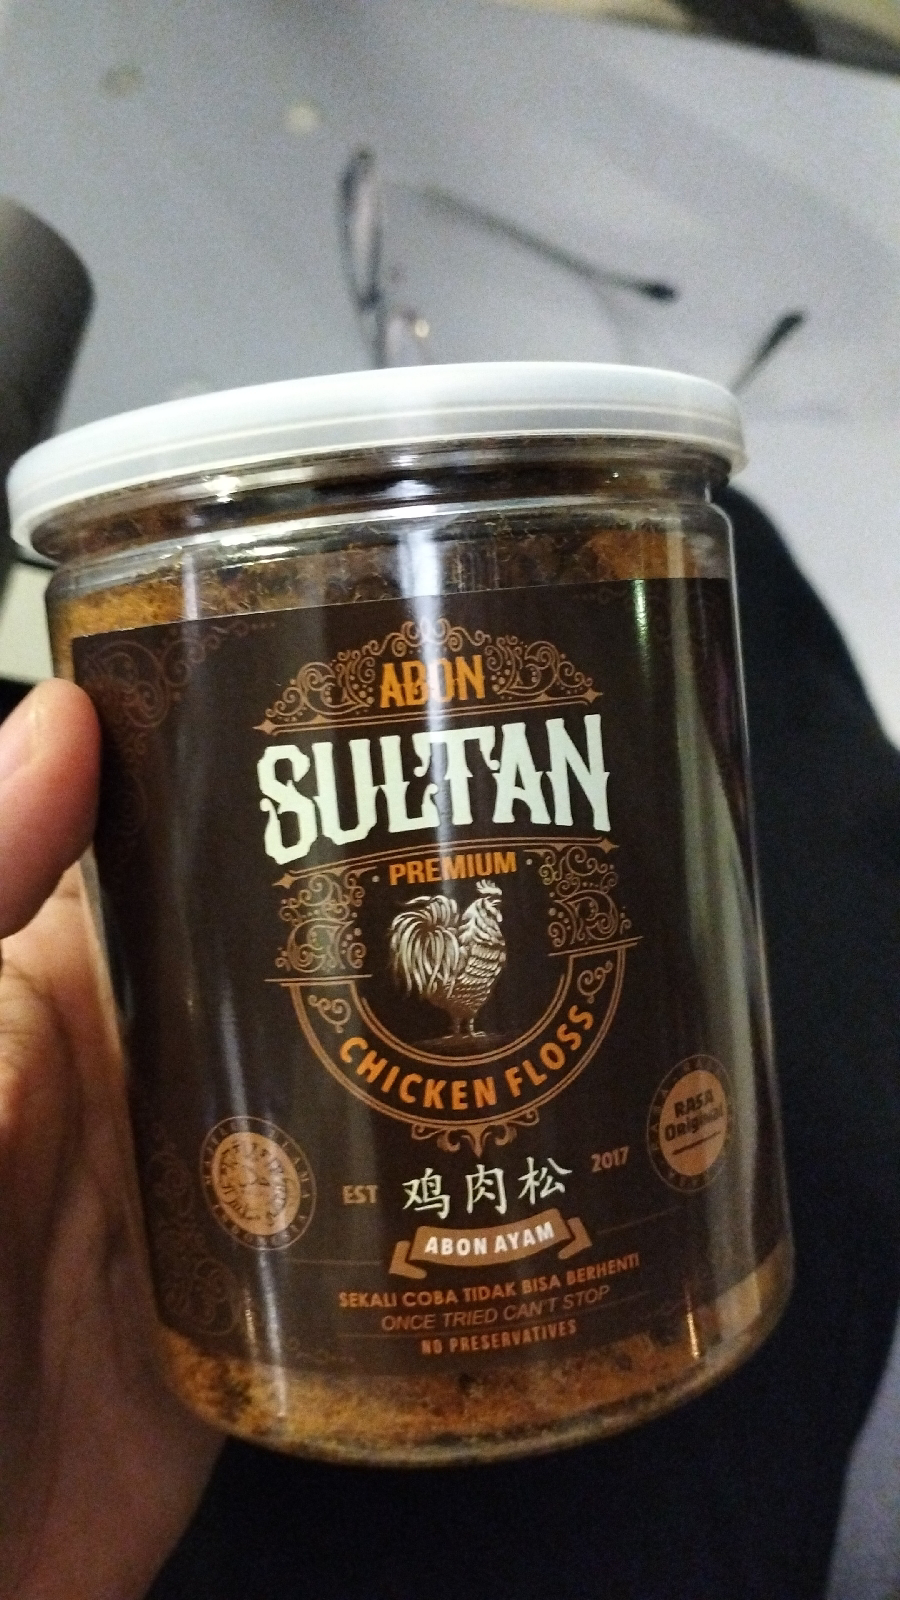 ABON
SULTAN
PREMIUM
CHICKEN FLOSS
RASA
Original
EST
鸡肉松
2017
ABON AYAM
SEKALI COBA TIDAK BISA BERHENTI
ONCE TRIED CAN'T STOP
NO PRESERVATIVES